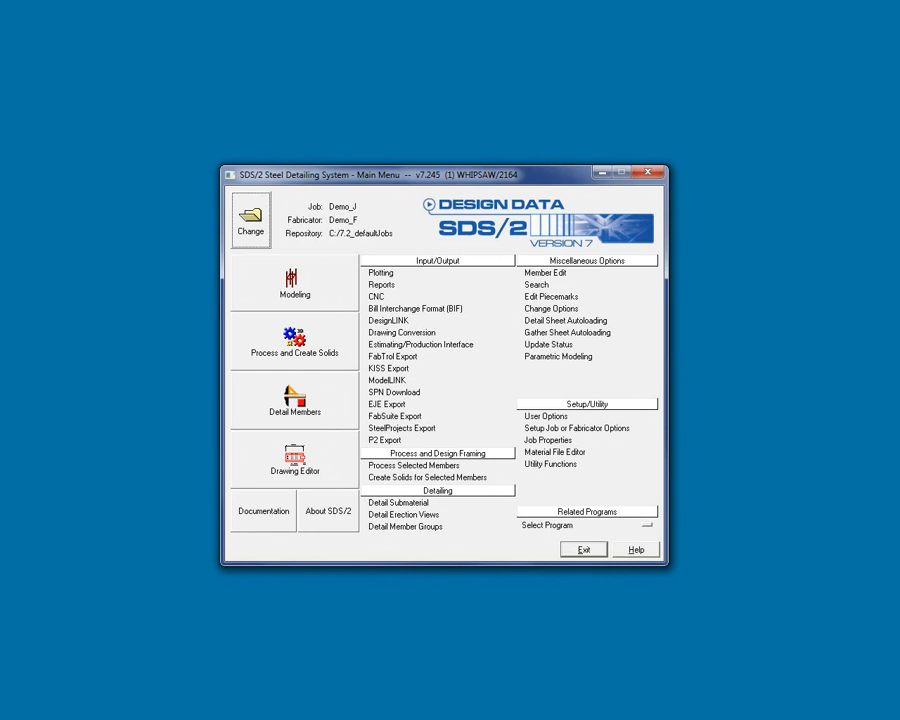 SDS/2 Steel Detailing System - Main Menu -- v7.245 (1) WHIPSAW/2164
Change
Job: Demo_J
Fabricator: Demo_F
Repository: C:/7.2_defaultJobs
DESIGN DATA
SDS/2
VERSION 7
Modeling
Process and Create Solids
Detail Members
Drawing Editor
Documentation
About SDS/2
Input/Output
Plotting
Reports
CNC
Bill Interchange Format (BIF)
DesignLINK
Drawing Conversion
Estimating/Production Interface
FabTrol Export
KISS Export
ModelLINK
SPN Download
EJE Export
FabSuite Export
SteelProjects Export
P2 Export
Process and Design Framing
Process Selected Members
Create Solids for Selected Members
Detailing
Detail Submaterial
Detail Erection Views
Detail Member Groups
Miscellaneous Options
Member Edit
Search
Edit Piecemarks
Change Options
Detail Sheet Autoloading
Gather Sheet Autoloading
Update Status
Parametric Modeling
Setup/Utility
User Options
Setup Job or Fabricator Options
Job Properties
Material File Editor
Utility Functions
Related Programs
Select Program
Exit
Help